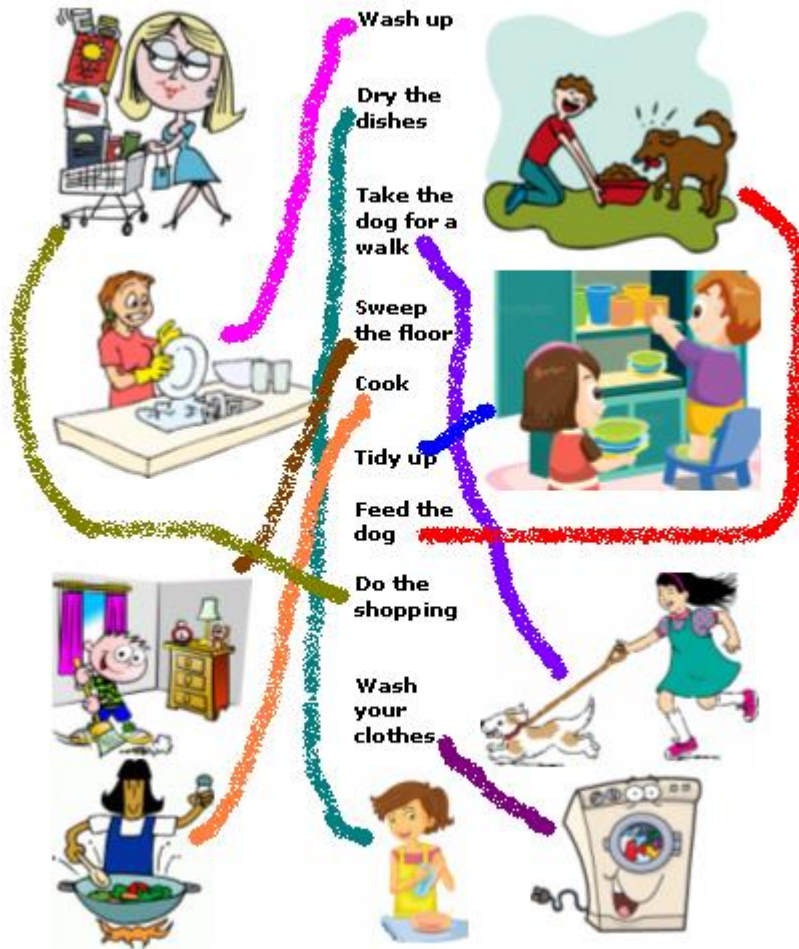 Wash up
Dry the
dishes
Take the
dog for a
walk
Sweep
the floor
Cook
Tidy up
Feed the
dog
Do the
shopping
Wash
your
clothes